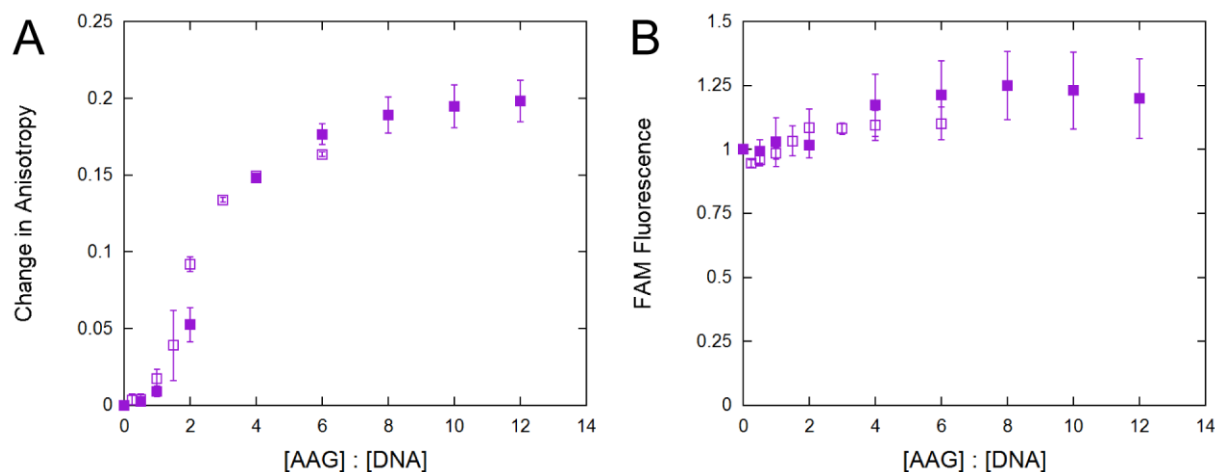 A
0.25
0.2
0.15
0.1
0.05
0
Change in Anisotropy
0 2 4 6 8 10 12 14
[AAG] : [DNA]
B
1.5
1.25
1
0.75
0.5
0.25
0
FAM Fluorescence
0 2 4 6 8 10 12 14
[AAG] : [DNA]